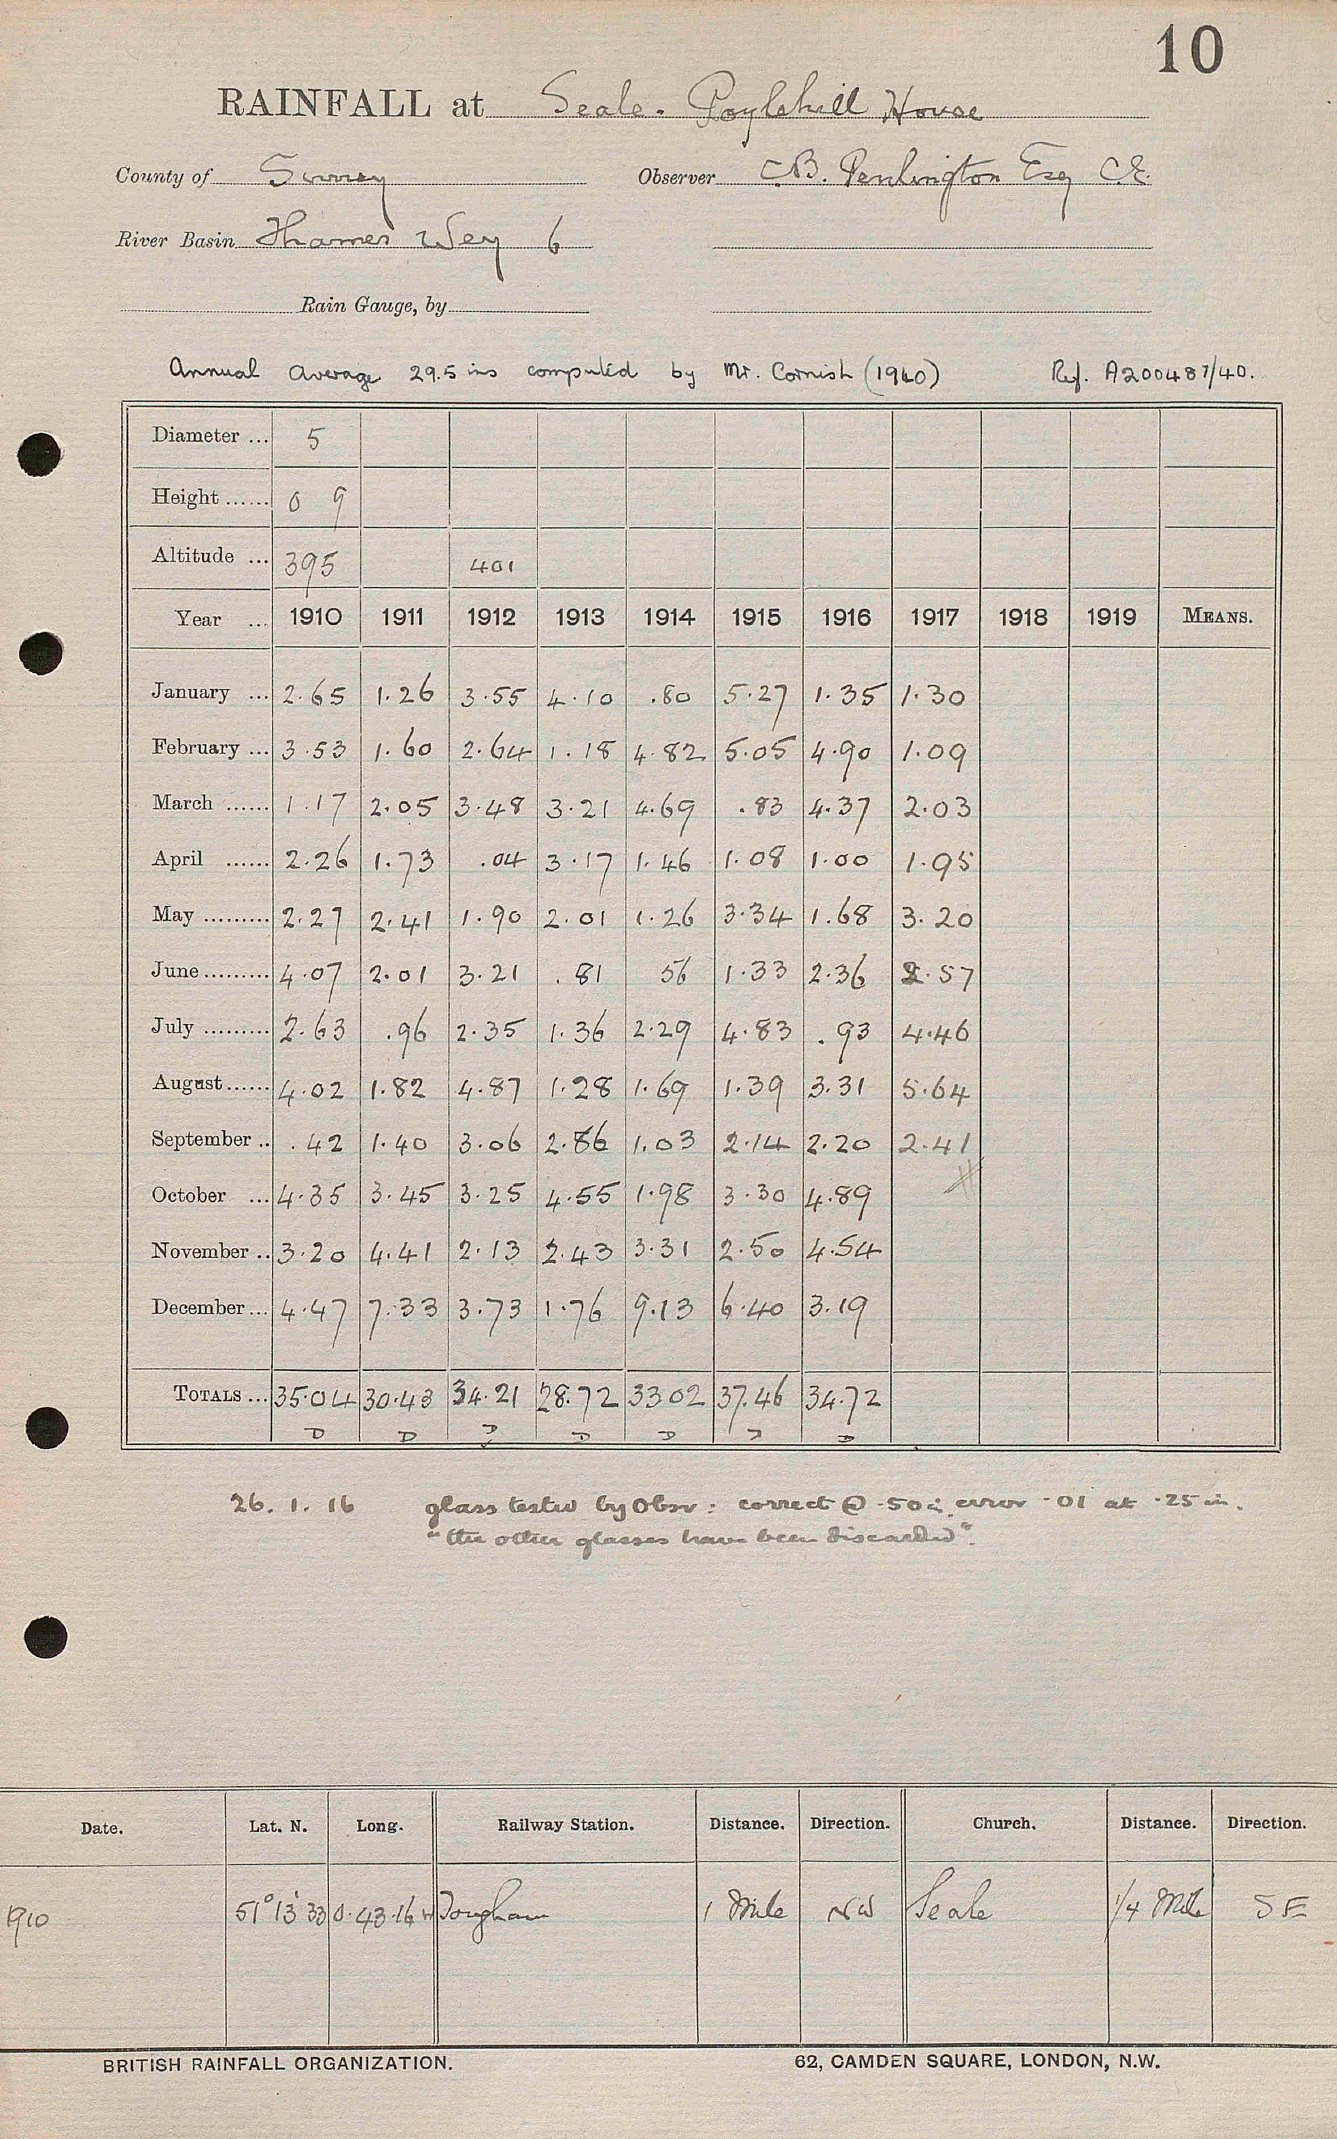 10
RAINFALL at Seale. Poylehill House
County of Surrey Observer C.B. Penlington Esq C.E.
River Basin Thames Wey 6
Rain Gauge, by
Annual Average 29.5 ins computed by Mr. Cornish (1940) Ref. A200487/40.
Diameter ... 5
Height ...... 0 9
Altitude ... 395 401
Year ... 1910 1911 1912 1913 1914 1915 1916 1917 1918 1919 MEANS.
January ... 2.65 1.26 3.55 4.10 .80 5.27 1.35 1.30
February ... 3.53 1.60 2.64 1.18 4.82 5.05 4.90 1.09
March ...... 1.17 2.05 3.48 3.21 4.69 .83 4.37 2.03
April ...... 2.26 1.73 .04 3.17 1.46 1.08 1.00 1.95
May ......... 2.27 2.41 1.90 2.01 1.26 3.34 1.68 3.20
June ......... 4.07 2.01 3.21 .81 56 1.33 2.36 2.57
July ......... 2.63 .96 2.35 1.36 2.29 4.83 .93 4.46
August ...... 4.02 1.82 4.87 1.28 1.69 1.39 3.31 5.64
September .. .42 1.40 3.06 2.86 1.03 2.14 2.20 2.41
October ... 4.35 3.45 3.25 4.55 1.98 3.30 4.89
November .. 3.20 4.41 2.13 2.43 3.31 2.50 4.54
December ... 4.47 7.33 3.73 1.76 9.13 6.40 3.19
TOTALS ... 35.04 30.43 34.21 28.72 33 02 37.46 34.72
D D D D D D D
26. 1. 16 glass tested by Obsr: correct @ .50 in. error .01 at .25 in.
"the other glasses have been discarded".
Date. Lat. N. Long. Railway Station. Distance. Direction. Church. Distance. Direction.
1910 51° 13' 33 0.43.16 W Tongham 1 Mile NW Seale 1/4 Mile SE
BRITISH RAINFALL ORGANIZATION. 62, CAMDEN SQUARE, LONDON, N.W.